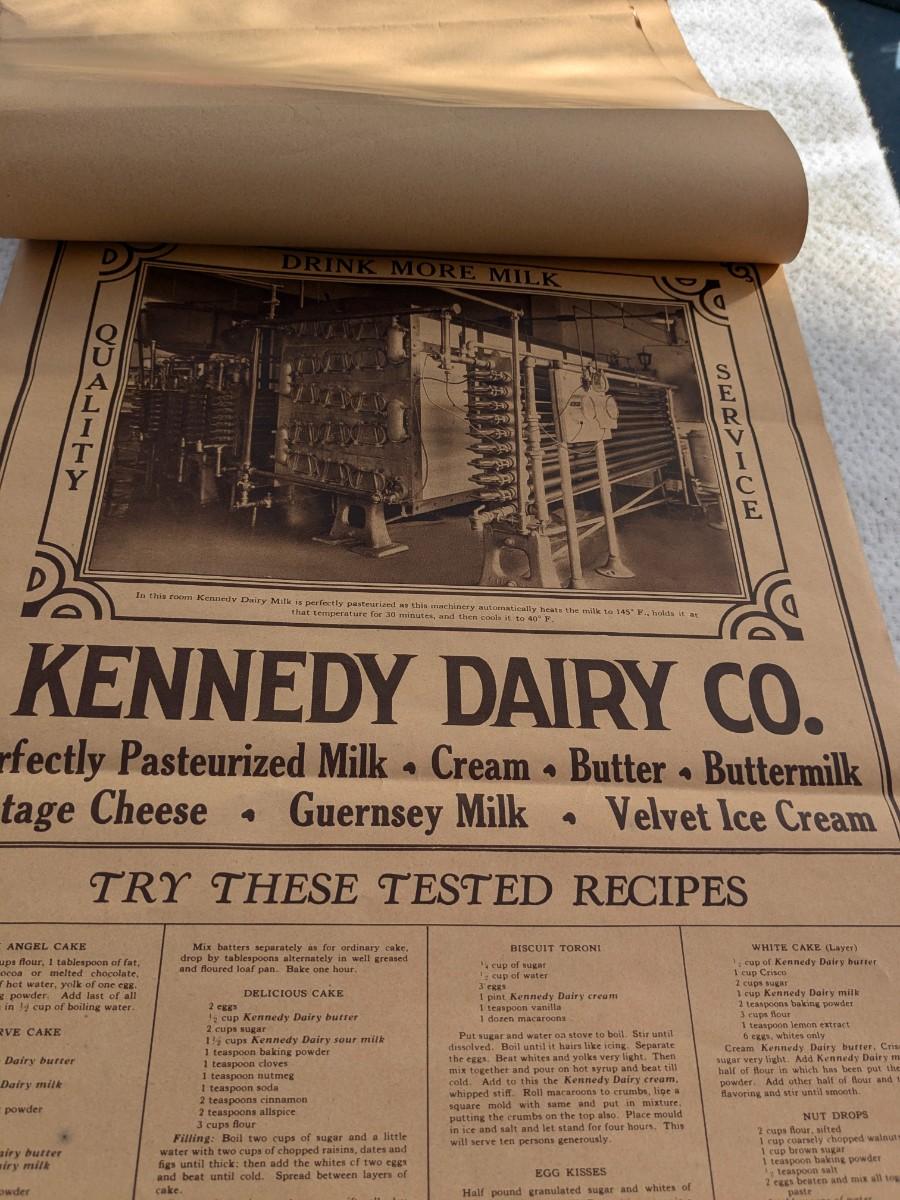 DRINK MORE MILK
QUALITY
SERVICE
In this room Kennedy Dairy Milk is perfectly pasteurized as this machinery automatically heats the milk to 145° F., holds it at
that temperature for 30 minutes, and then cools it to 40° F.
KENNEDY DAIRY CO.
rfectly Pasteurized Milk • Cream • Butter • Buttermilk
tage Cheese • Guernsey Milk • Velvet Ice Cream
TRY THESE TESTED RECIPES
ANGEL CAKE
ups flour, 1 tablespoon of fat,
ocoa or melted chocolate,
f hot water, yolk of one egg.
g powder. Add last of all
in ½ cup of boiling water.
RVE CAKE
Dairy butter
Dairy milk
powder
airy butter
iry milk
wder
Mix batters separately as for ordinary cake,
drop by tablespoons alternately in well greased
and floured loaf pan. Bake one hour.
DELICIOUS CAKE
2 eggs
½ cup Kennedy Dairy butter
2 cups sugar
1½ cups Kennedy Dairy sour milk
1 teaspoon baking powder
1 teaspoon cloves
1 teaspoon nutmeg
1 teaspoon soda
2 teaspoons cinnamon
2 teaspoons allspice
3 cups flour
Filling: Boil two cups of sugar and a little
water with two cups of chopped raisins, dates and
figs until thick; then add the whites of two eggs
and beat until cold. Spread between layers of
cake.
BISCUIT TORONI
¼ cup of sugar
½ cup of water
3 eggs
1 pint Kennedy Dairy cream
1 teaspoon vanilla
1 dozen macaroons
Put sugar and water on stove to boil. Stir until
dissolved. Boil until it hairs like icing. Separate
the eggs. Beat whites and yolks very light. Then
mix together and pour on hot syrup and beat till
cold. Add to this the Kennedy Dairy cream,
whipped stiff. Roll macaroons to crumbs, line a
square mold with same and put in mixture,
putting the crumbs on the top also. Place mould
in ice and salt and let stand for four hours. This
will serve ten persons generously.
EGG KISSES
Half pound granulated sugar and whites of
WHITE CAKE (Layer)
½ cup of Kennedy Dairy butter
1 cup Crisco
2 cups sugar
1 cup Kennedy Dairy milk
2 teaspoons baking powder
3 cups flour
1 teaspoon lemon extract
6 eggs, whites only
Cream Kennedy Dairy butter, Cris
sugar very light. Add Kennedy Dairy m
half of flour in which has been put the
powder. Add other half of flour and
flavoring and stir until smooth.
NUT DROPS
2 cups flour, sifted
1 cup coarsely chopped walnut
1 cup brown sugar
1 teaspoon baking powder
½ teaspoon salt
2 eggs beaten and mix all tog
paste